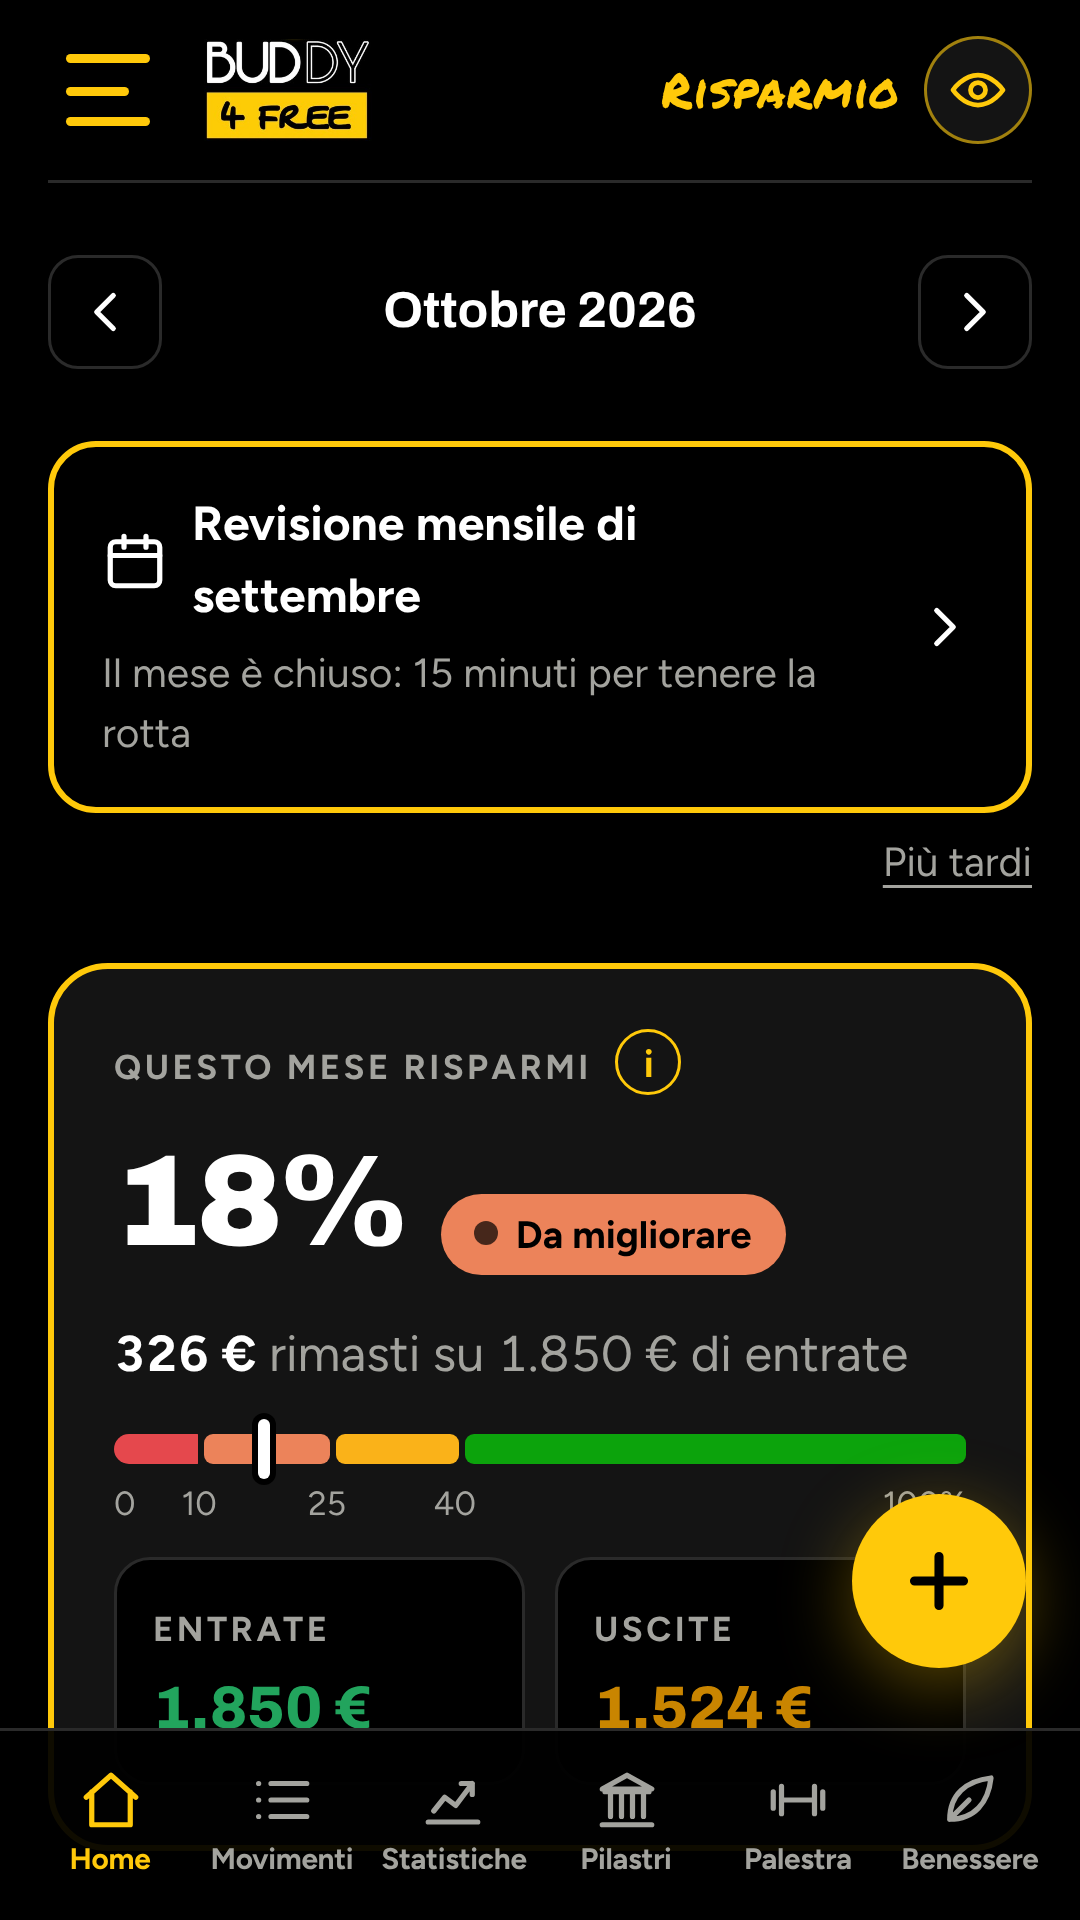 BUDDY
4 FREE
RISPARMIO
Ottobre 2026
Revisione mensile di
settembre
Il mese è chiuso: 15 minuti per tenere la
rotta
Più tardi
QUESTO MESE RISPARMI i
18%
Da migliorare
326 € rimasti su 1.850 € di entrate
0 10 25 40 100%
ENTRATE
1.850 €
USCITE
1.524 €
Home Movimenti Statistiche Pilastri Palestra Benessere